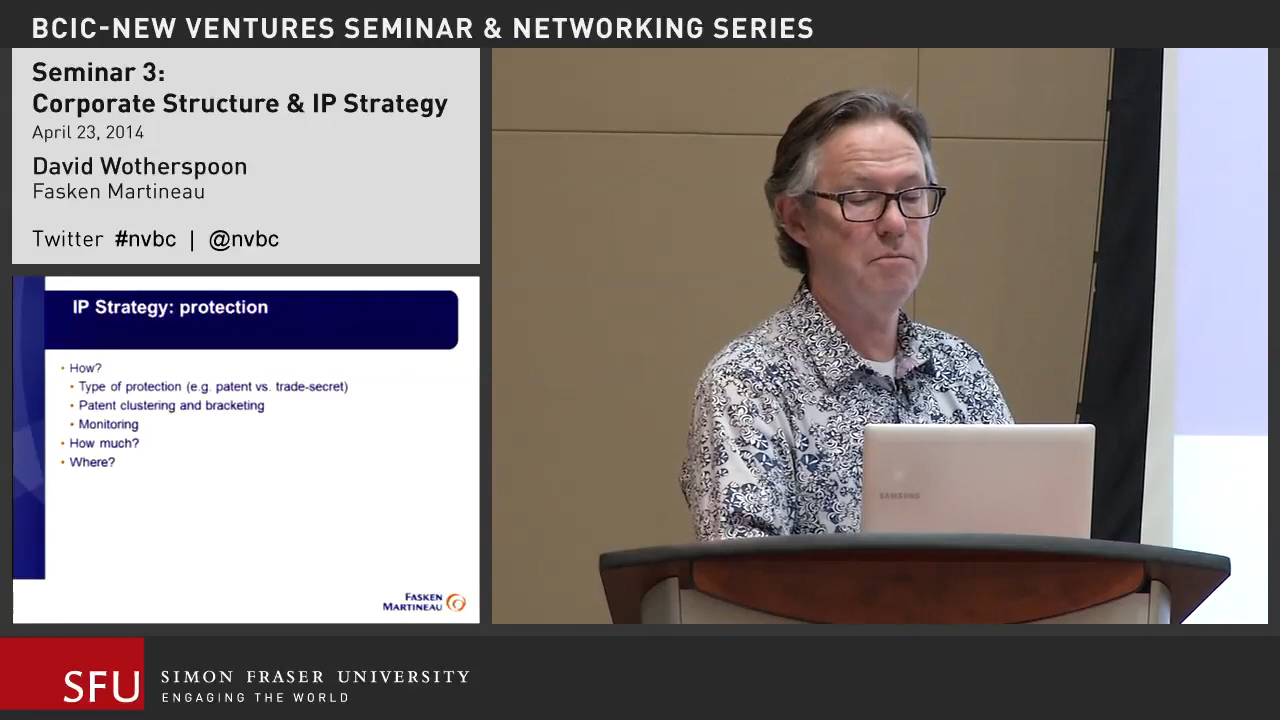 BCIC-NEW VENTURES SEMINAR & NETWORKING SERIES
Seminar 3:
Corporate Structure & IP Strategy
April 23, 2014
David Wotherspoon
Fasken Martineau
Twitter #nvbc | @nvbc
IP Strategy: protection
• How?
• Type of protection (e.g. patent vs. trade-secret)
• Patent clustering and bracketing
• Monitoring
• How much?
• Where?
FASKEN
MARTINEAU
SAMSUNG
SFU
SIMON FRASER UNIVERSITY
ENGAGING THE WORLD